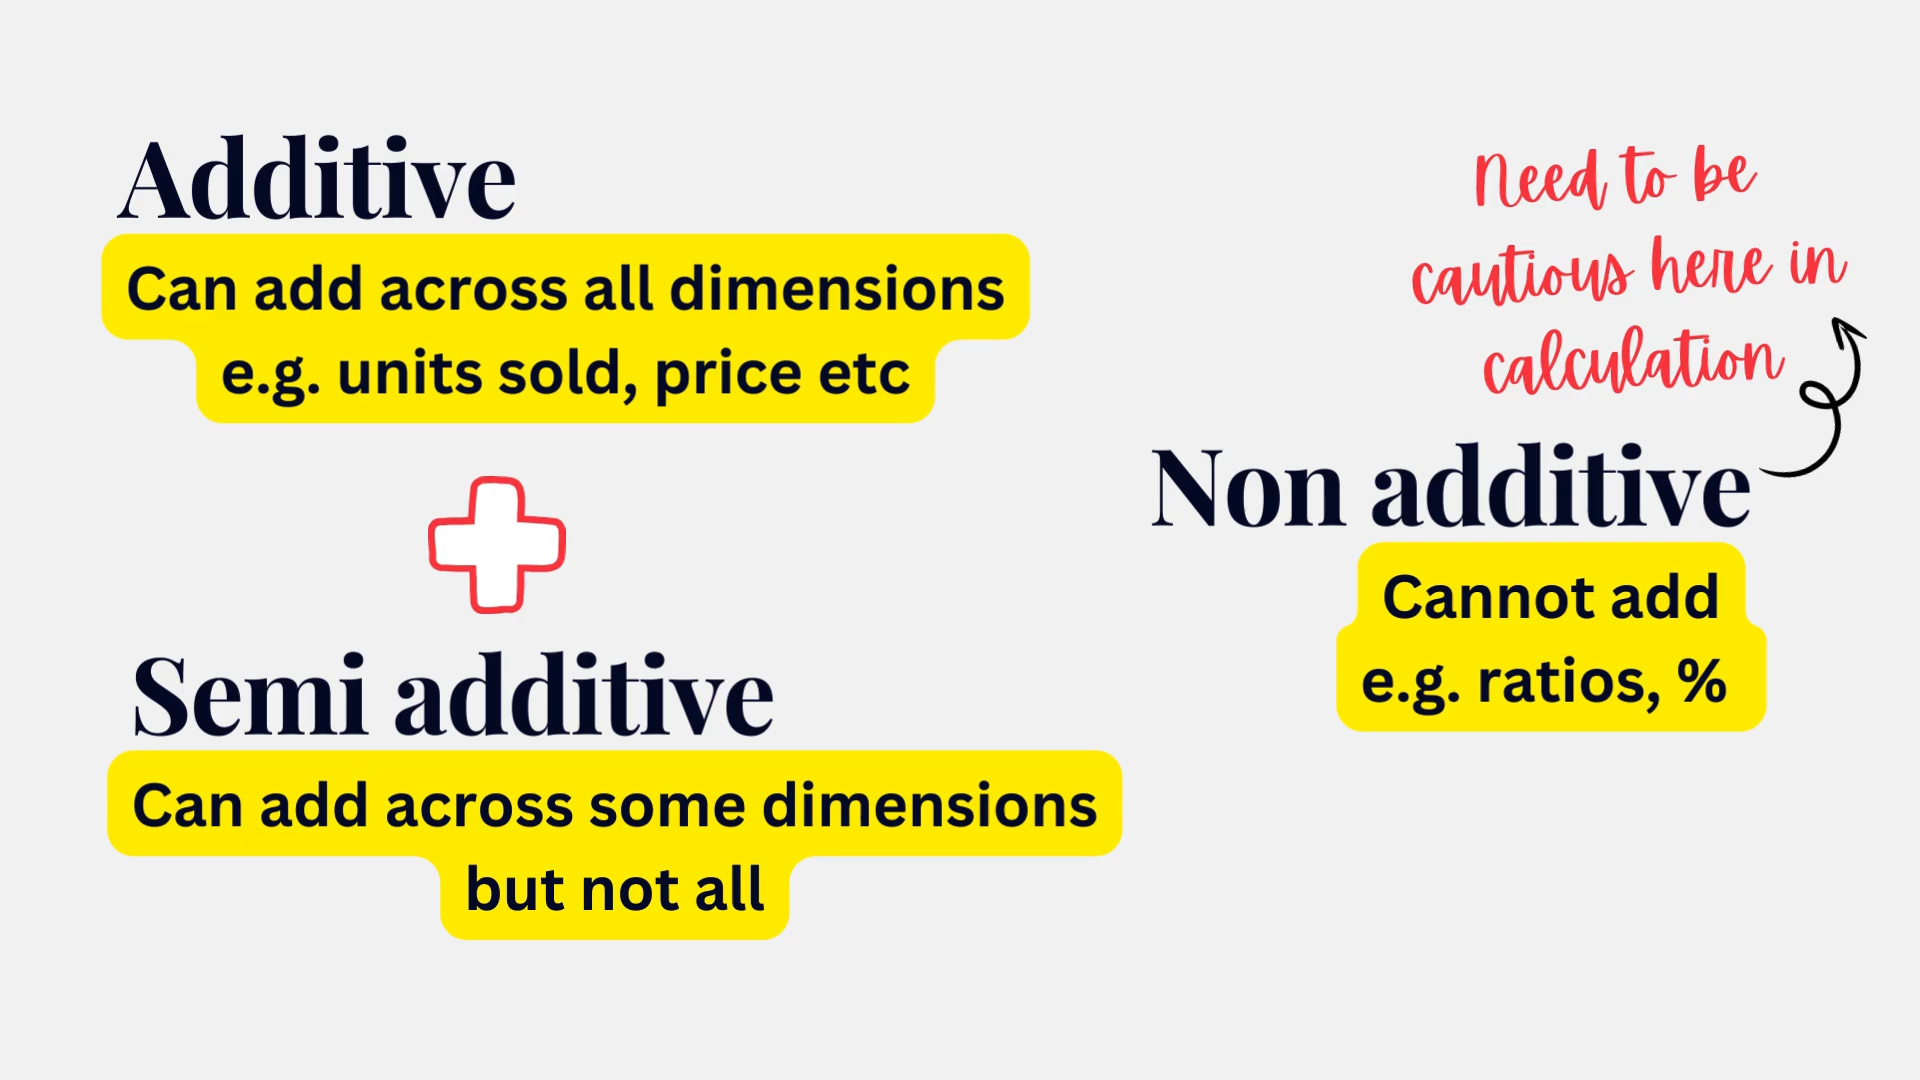 Additive
Can add across all dimensions
e.g. units sold, price etc
Semi additive
Can add across some dimensions
but not all
Need to be
cautious here in
calculation
Non additive
Cannot add
e.g. ratios, %